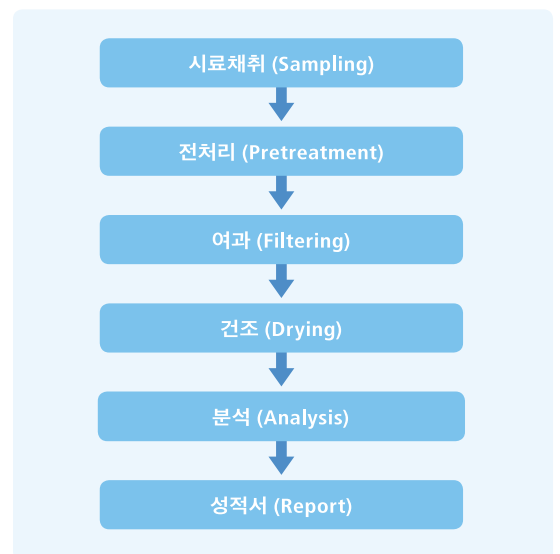 시료채취 (Sampling)
전처리 (Pretreatment)
여과 (Filtering)
건조 (Drying)
분석 (Analysis)
성적서 (Report)